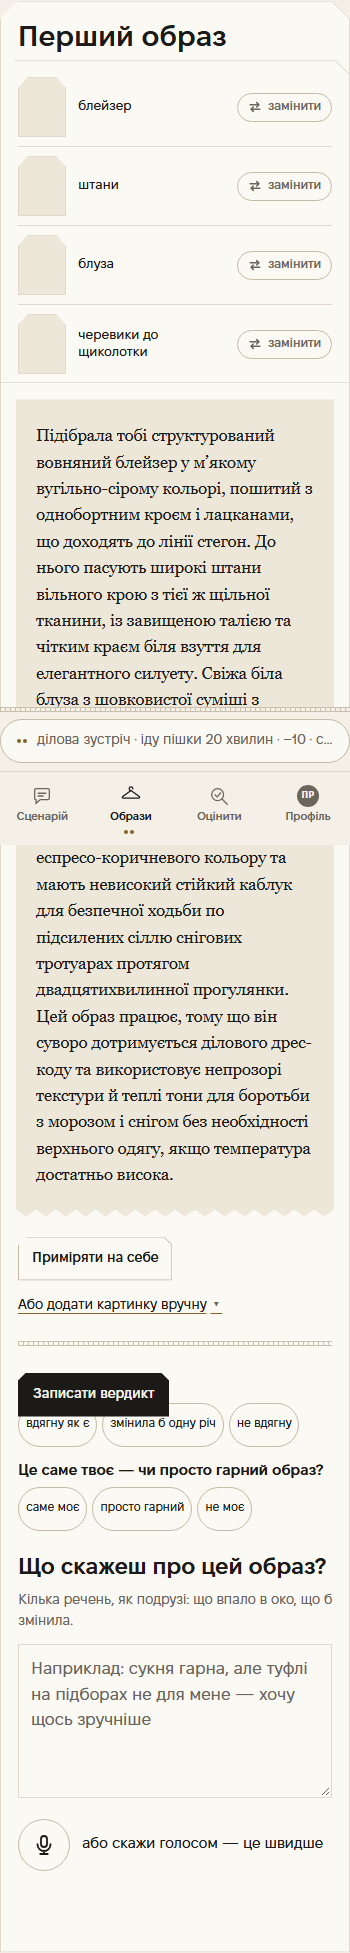 Перший образ
блейзер
замінити
штани
замінити
блуза
замінити
черевики до
щиколотки
замінити
Підібрала тобі структурований
вовняний блейзер у м’якому
вугільно-сірому кольорі, пошитий з
однобортним кроєм і лацканами,
що доходять до лінії стегон. До
нього пасують широкі штани
вільного крою з тієї ж щільної
тканини, із завищеною талією та
чітким краєм біля взуття для
елегантного силуету. Свіжа біла
блуза з шовковистої суміші з
ділова зустріч · іду пішки 20 хвилин · −10 · с...
Сценарій
Образи
Оцінити
ПР
Профіль
еспресо-коричневого кольору та
мають невисокий стійкий каблук
для безпечної ходьби по
підсилених сіллю снігових
тротуарах протягом
двадцятихвилинної прогулянки.
Цей образ працює, тому що він
суворо дотримується ділового дрес-
коду та використовує непрозорі
текстури й теплі тони для боротьби
з морозом і снігом без необхідності
верхнього одягу, якщо температура
достатньо висока.
Приміряти на себе
Або додати картинку вручну
Записати вердикт
вдягну як є
змінила б одну річ
не вдягну
Це саме твоє — чи просто гарний образ?
саме моє
просто гарний
не моє
Що скажеш про цей образ?
Кілька речень, як подрузі: що впало в око, що б
змінила.
Наприклад: сукня гарна, але туфлі
на підборах не для мене — хочу
щось зручніше
або скажи голосом — це швидше